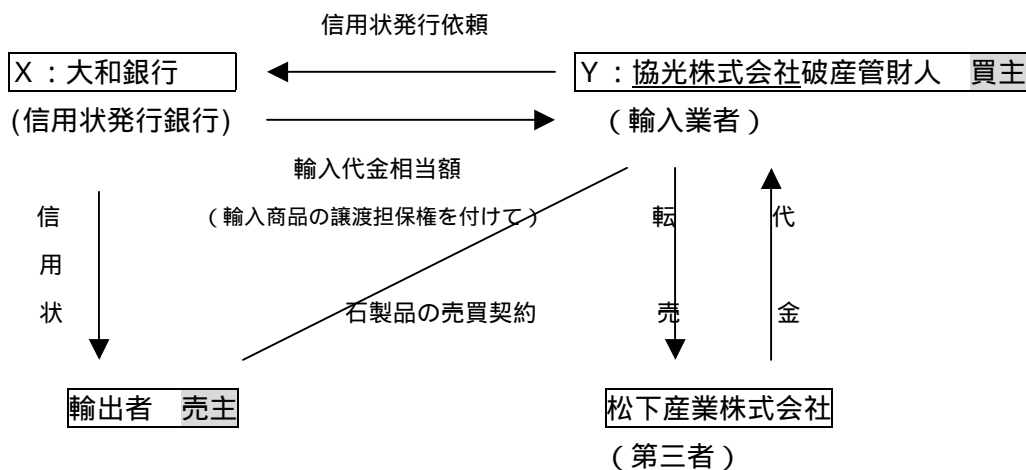 信用状発行依頼
X：大和銀行
Y：協光株式会社破産管財人　買主
(信用状発行銀行)
（輸入業者）
輸入代金相当額
（輸入商品の譲渡担保権を付けて）
信用状
転売
代金
石製品の売買契約
輸出者　売主
松下産業株式会社
（第三者）